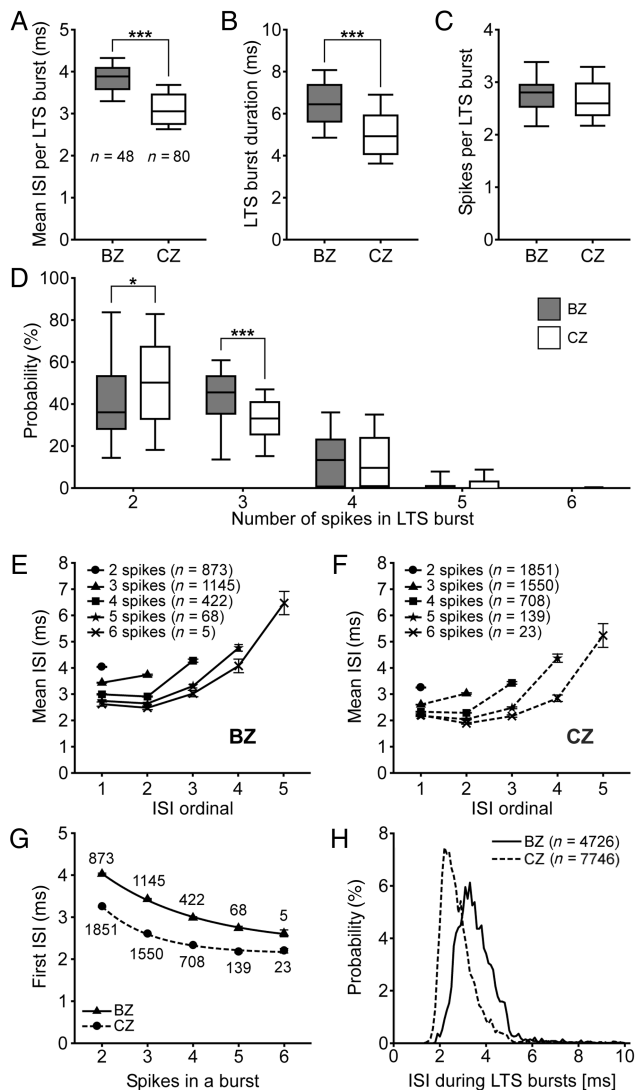 A
Mean ISI per LTS burst (ms)
5
4
3
2
1
0
***
n = 48 n = 80
BZ CZ
B
LTS burst duration (ms)
10
8
6
4
2
0
***
BZ CZ
C
Spikes per LTS burst
4
3
2
1
0
BZ CZ
D
Probability (%)
100
80
60
40
20
0
*
***
BZ
CZ
2 3 4 5 6
Number of spikes in LTS burst
E
Mean ISI (ms)
8
7
6
5
4
3
2
1
0
2 spikes (n = 873)
3 spikes (n = 1145)
4 spikes (n = 422)
5 spikes (n = 68)
6 spikes (n = 5)
BZ
1 2 3 4 5
ISI ordinal
F
Mean ISI (ms)
8
7
6
5
4
3
2
1
0
2 spikes (n = 1851)
3 spikes (n = 1550)
4 spikes (n = 708)
5 spikes (n = 139)
6 spikes (n = 23)
CZ
1 2 3 4 5
ISI ordinal
G
First ISI (ms)
5
4
3
2
1
0
873
1145
422
68
5
1851
1550
708
139
23
BZ
CZ
2 3 4 5 6
Spikes in a burst
H
Probability (%)
8
6
4
2
0
BZ (n = 4726)
CZ (n = 7746)
0 2 4 6 8 10
ISI during LTS bursts [ms]